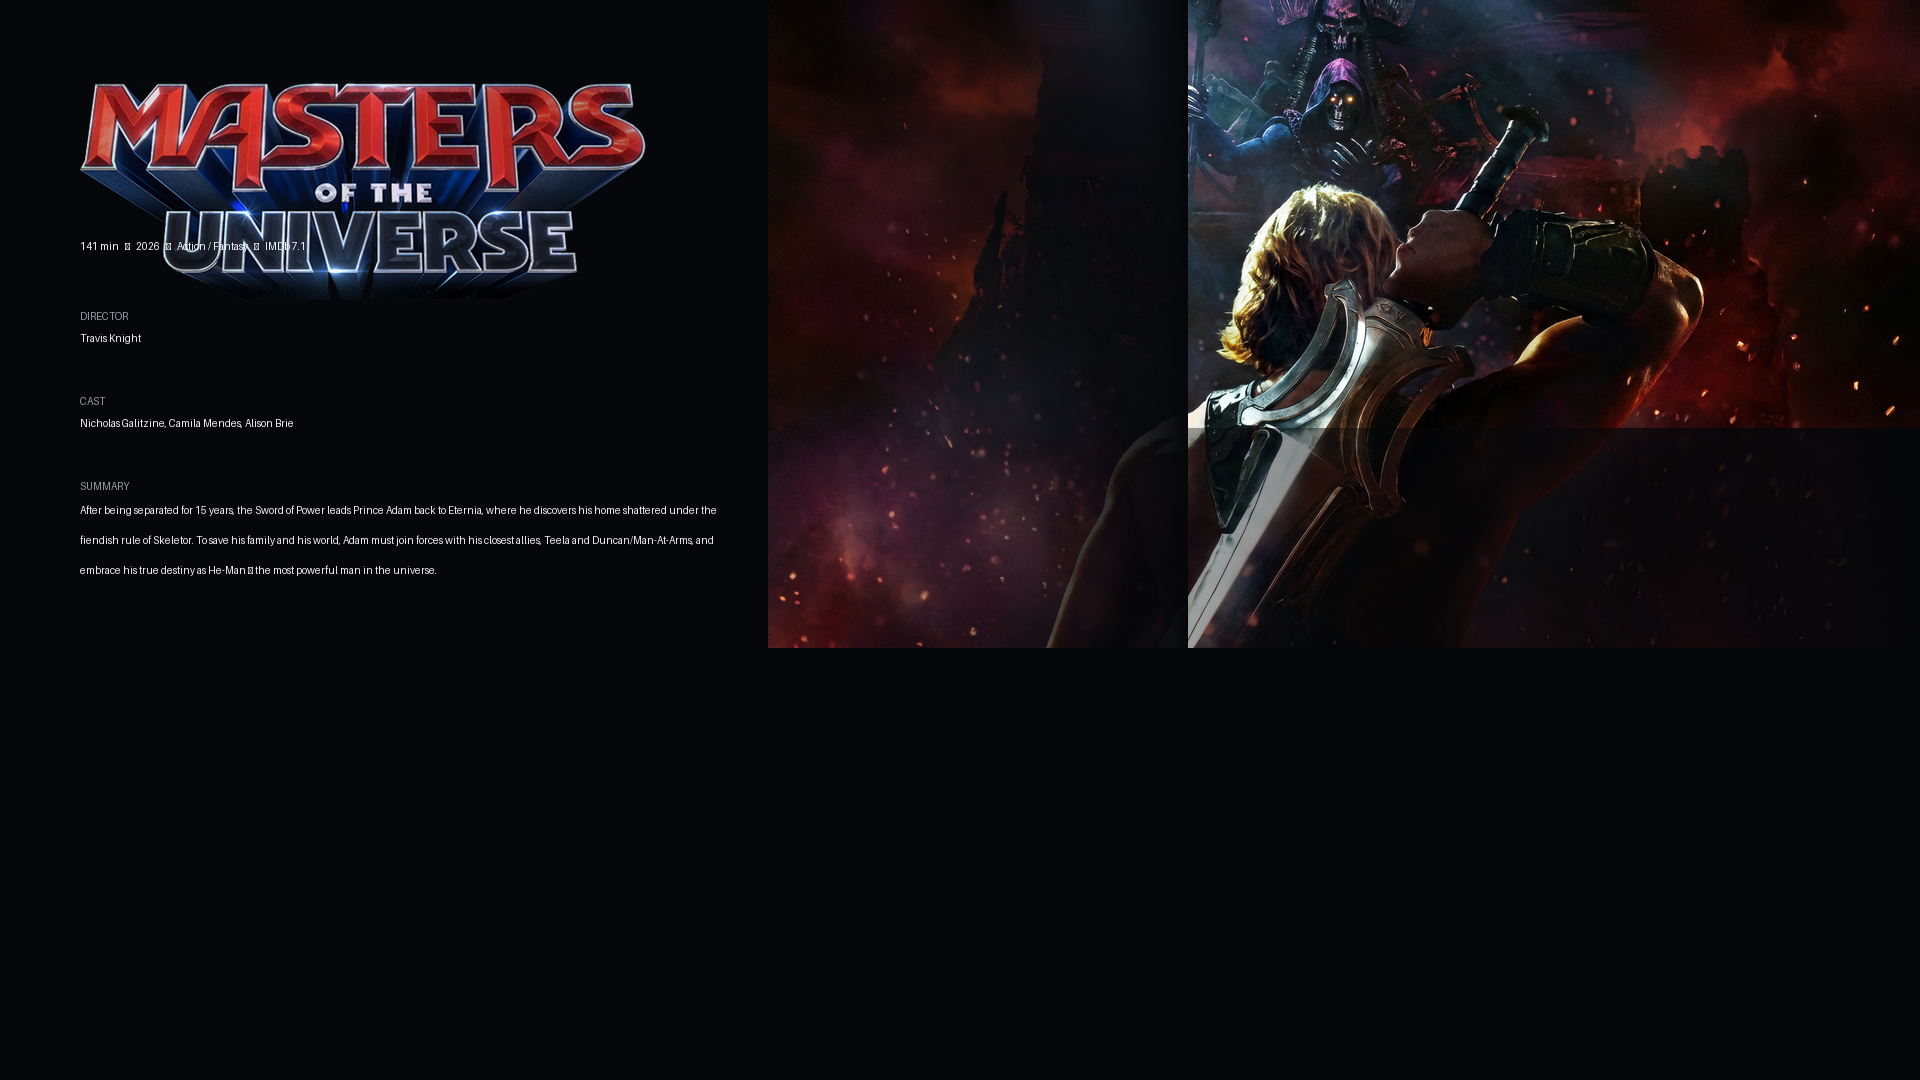 MASTERS
OF THE
UNIVERSE
141 min 2026 Action / Fantasy IMDb 7.1
DIRECTOR
Travis Knight
CAST
Nicholas Galitzine, Camila Mendes, Alison Brie
SUMMARY
After being separated for 15 years, the Sword of Power leads Prince Adam back to Eternia, where he discovers his home shattered under the
fiendish rule of Skeletor. To save his family and his world, Adam must join forces with his closest allies, Teela and Duncan/Man-At-Arms, and
embrace his true destiny as He-Man the most powerful man in the universe.